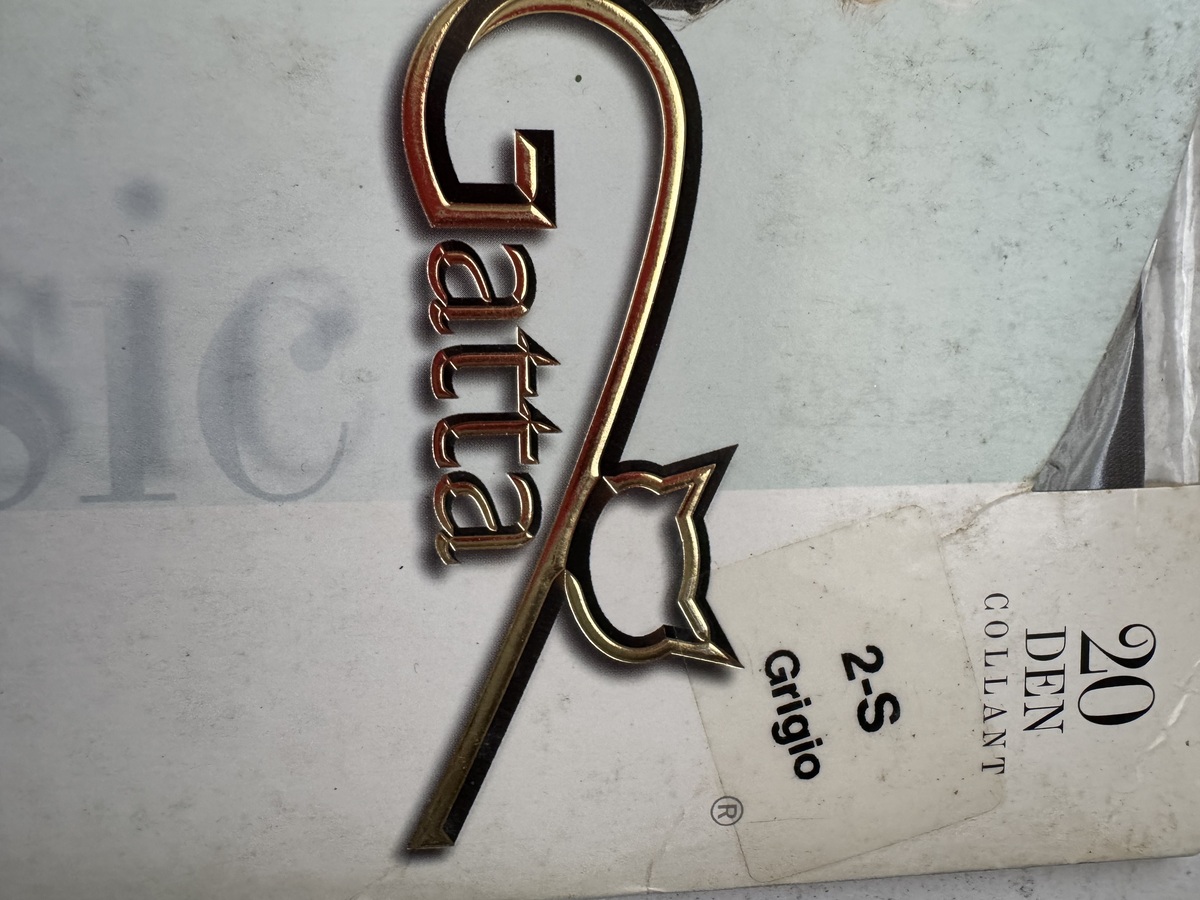 20
DEN
COLLANT
2-S
Grigio
®
Gatta
sic